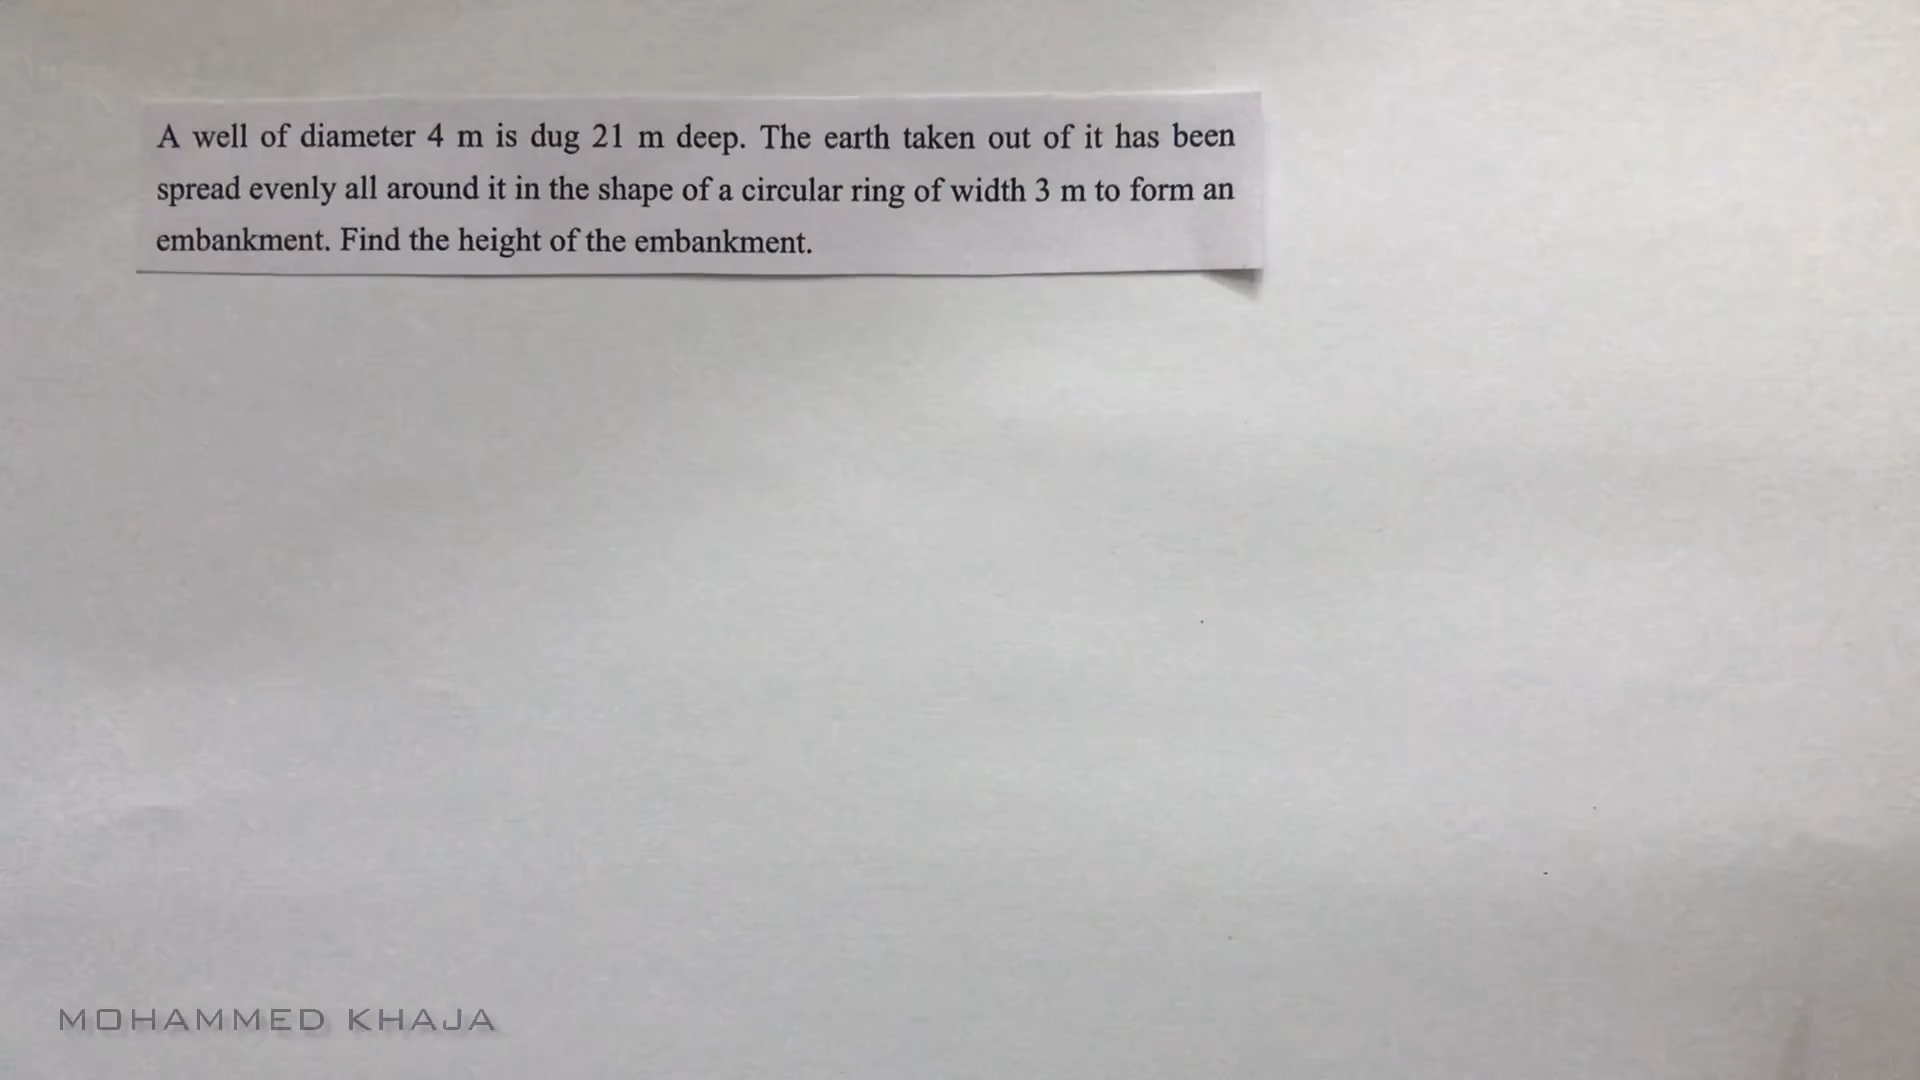 A well of diameter 4 m is dug 21 m deep. The earth taken out of it has been
spread evenly all around it in the shape of a circular ring of width 3 m to form an
embankment. Find the height of the embankment.
MOHAMMED KHAJA